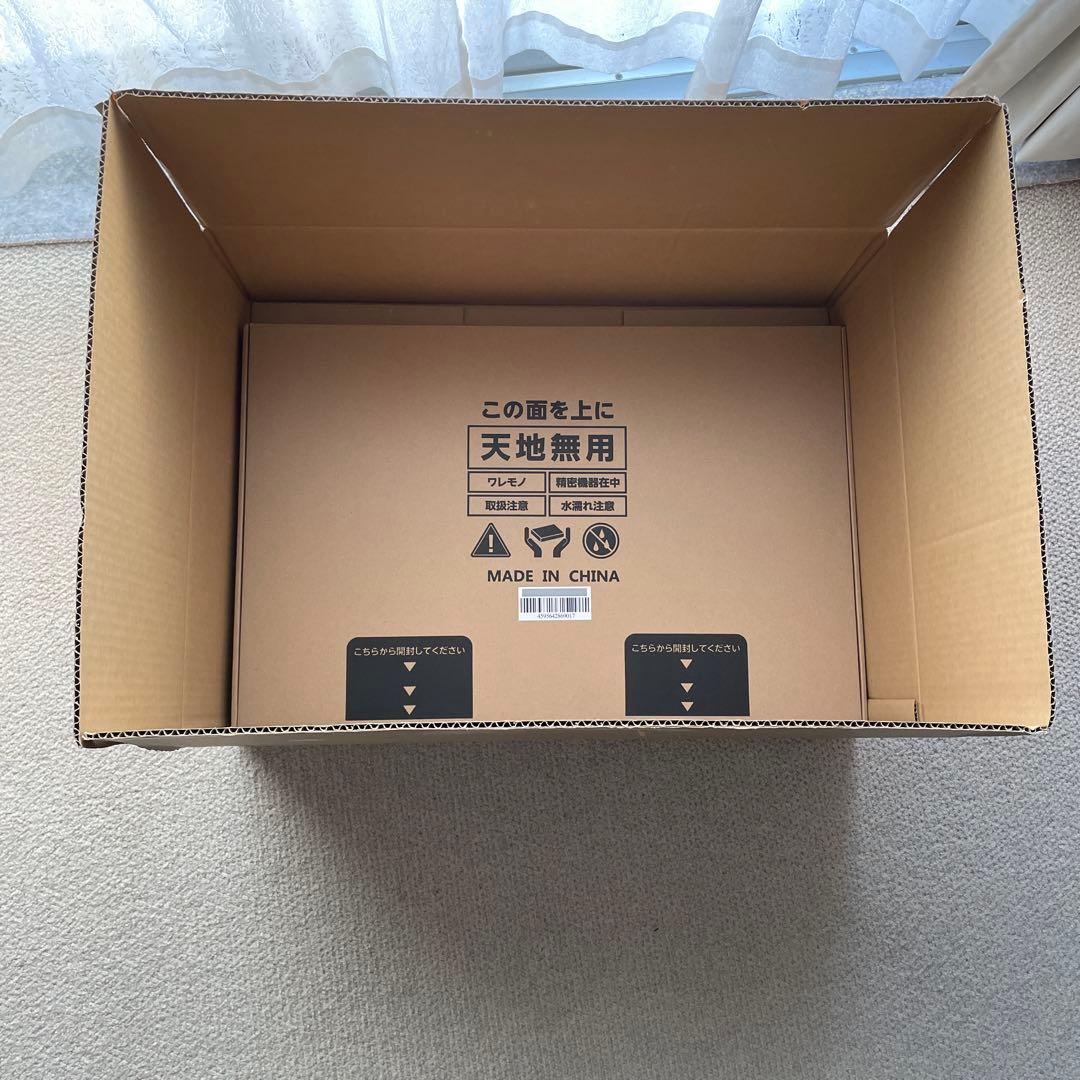 この面を上に
天地無用
ワレモノ 精密機器在中
取扱注意 水濡れ注意
MADE IN CHINA
4595642869017
こちらから開封してください こちらから開封してください